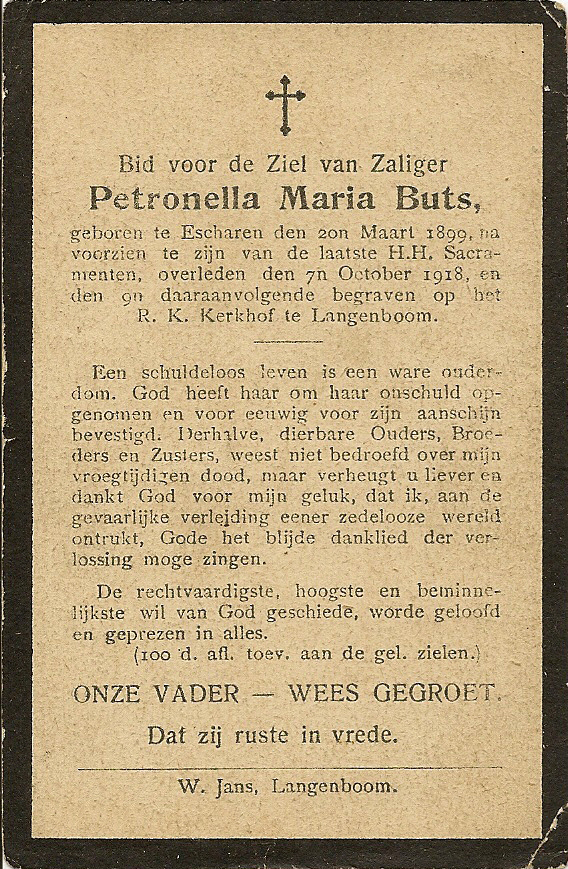 Bid voor de Ziel van Zaliger
Petronella Maria Buts,
geboren te Escharen den 20n Maart 1899, na
voorzien te zijn van de laatste H.H. Sacra-
menten, overleden den 7n October 1918, en
den 9n daaraanvolgende begraven op het
R. K. Kerkhof te Langenboom.
Een schuldeloos leven is een ware ouder-
dom. God heeft haar om haar onschuld op-
genomen en voor eeuwig voor zijn aanschijn
bevestigd. Derhalve, dierbare Ouders, Broe-
ders en Zusters, weest niet bedroefd over mijn
vroegtijdigen dood, maar verheugt u liever en
dankt God voor mijn geluk, dat ik, aan de
gevaarlijke verleiding eener zedelooze wereld
ontrukt, Gode het blijde danklied der ver-
lossing moge zingen.
De rechtvaardigste, hoogste en beminne-
lijkste wil van God geschiede, worde geloofd
en geprezen in alles.
(100 d. afl. toev. aan de gel. zielen.)
ONZE VADER — WEES GEGROET.
Dat zij ruste in vrede.
W. Jans, Langenboom.